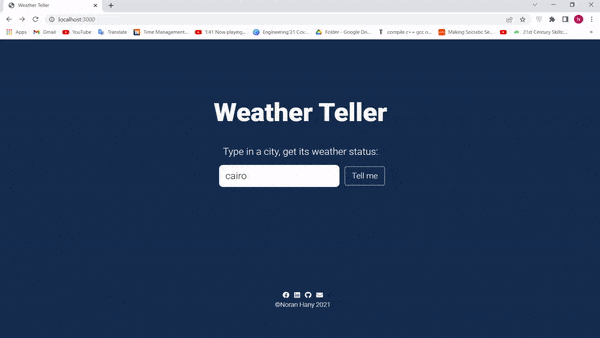 Weather Teller
localhost:3000
Apps Gmail YouTube Translate Time Management... 1:41 Now playing... Engineering'21 Cou... Folder - Google Dri... compile c++ gcc o... Making Socratic Se... 21st Century Skills:...
Weather Teller
Type in a city, get its weather status:
cairo Tell me
©Noran Hany 2021